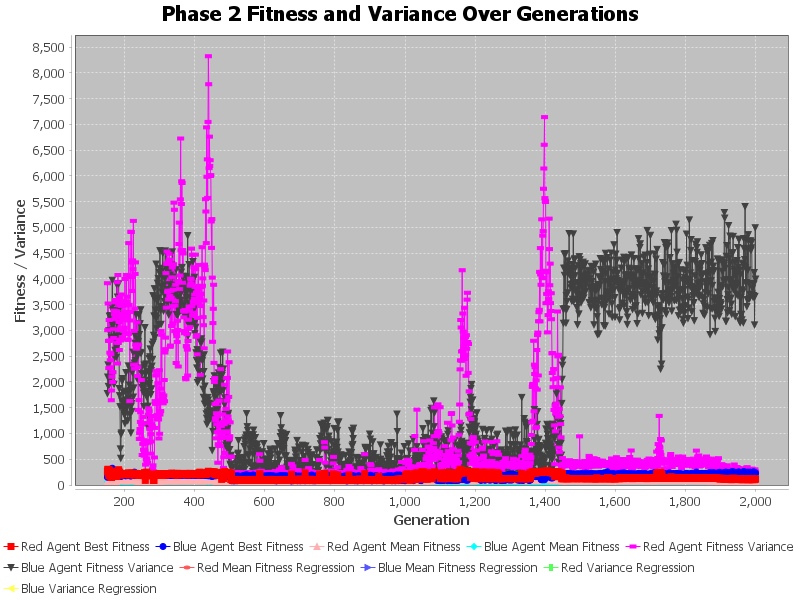 Phase 2 Fitness and Variance Over Generations
8,500
8,000
7,500
7,000
6,500
6,000
5,500
5,000
4,500
4,000
3,500
3,000
2,500
2,000
1,500
1,000
500
0
Fitness / Variance
200 400 600 800 1,000 1,200 1,400 1,600 1,800 2,000
Generation
Red Agent Best Fitness Blue Agent Best Fitness Red Agent Mean Fitness Blue Agent Mean Fitness Red Agent Fitness Variance
Blue Agent Fitness Variance Red Mean Fitness Regression Blue Mean Fitness Regression Red Variance Regression
Blue Variance Regression